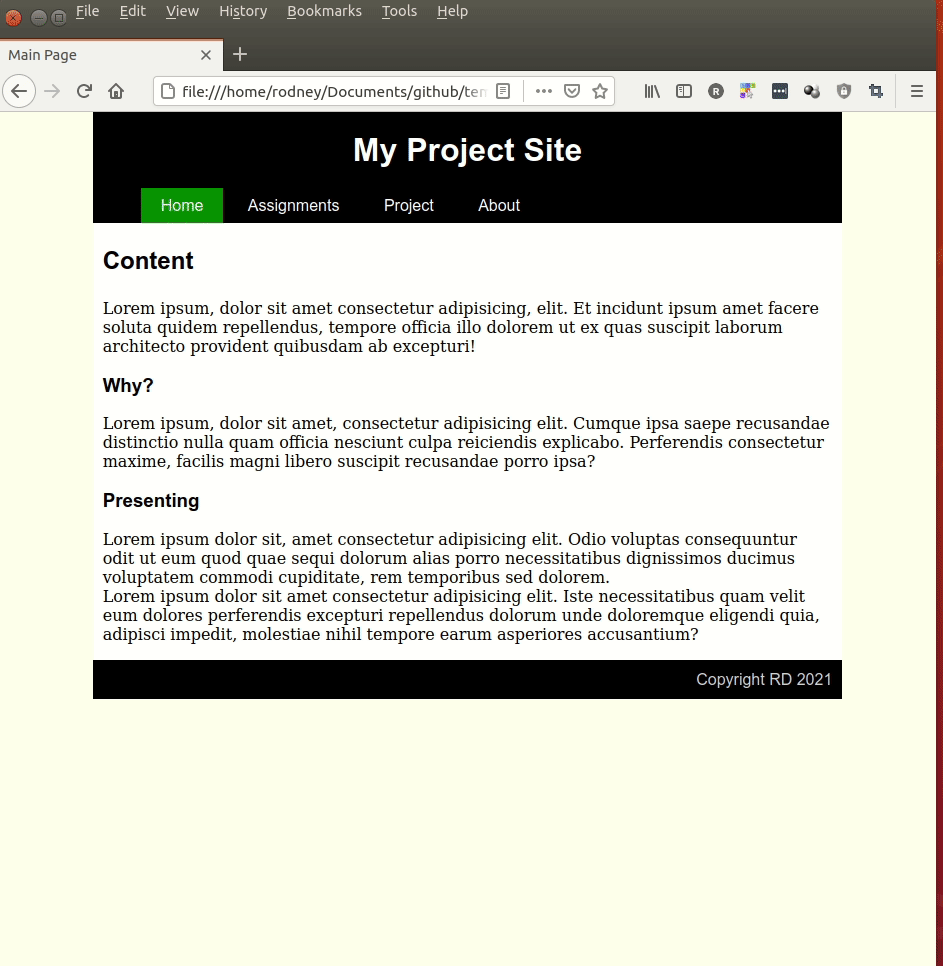 File Edit View History Bookmarks Tools Help
Main Page
file:///home/rodney/Documents/github/tem
R
My Project Site
Home Assignments Project About
Content
Lorem ipsum, dolor sit amet consectetur adipisicing, elit. Et incidunt ipsum amet facere
soluta quidem repellendus, tempore officia illo dolorem ut ex quas suscipit laborum
architecto provident quibusdam ab excepturi!
Why?
Lorem ipsum, dolor sit amet, consectetur adipisicing elit. Cumque ipsa saepe recusandae
distinctio nulla quam officia nesciunt culpa reiciendis explicabo. Perferendis consectetur
maxime, facilis magni libero suscipit recusandae porro ipsa?
Presenting
Lorem ipsum dolor sit, amet consectetur adipisicing elit. Odio voluptas consequuntur
odit ut eum quod quae sequi dolorum alias porro necessitatibus dignissimos ducimus
voluptatem commodi cupiditate, rem temporibus sed dolorem.
Lorem ipsum dolor sit amet consectetur adipisicing elit. Iste necessitatibus quam velit
eum dolores perferendis excepturi repellendus dolorum unde doloremque eligendi quia,
adipisci impedit, molestiae nihil tempore earum asperiores accusantium?
Copyright RD 2021